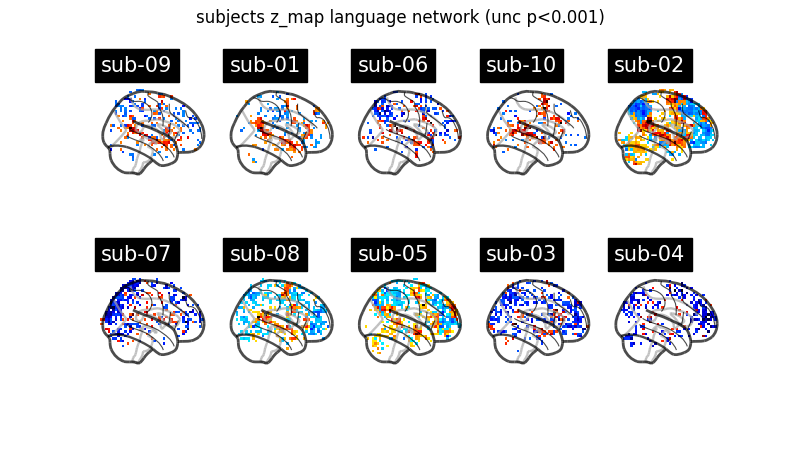 subjects z_map language network (unc p<0.001)
sub-09
sub-01
sub-06
sub-10
sub-02
sub-07
sub-08
sub-05
sub-03
sub-04